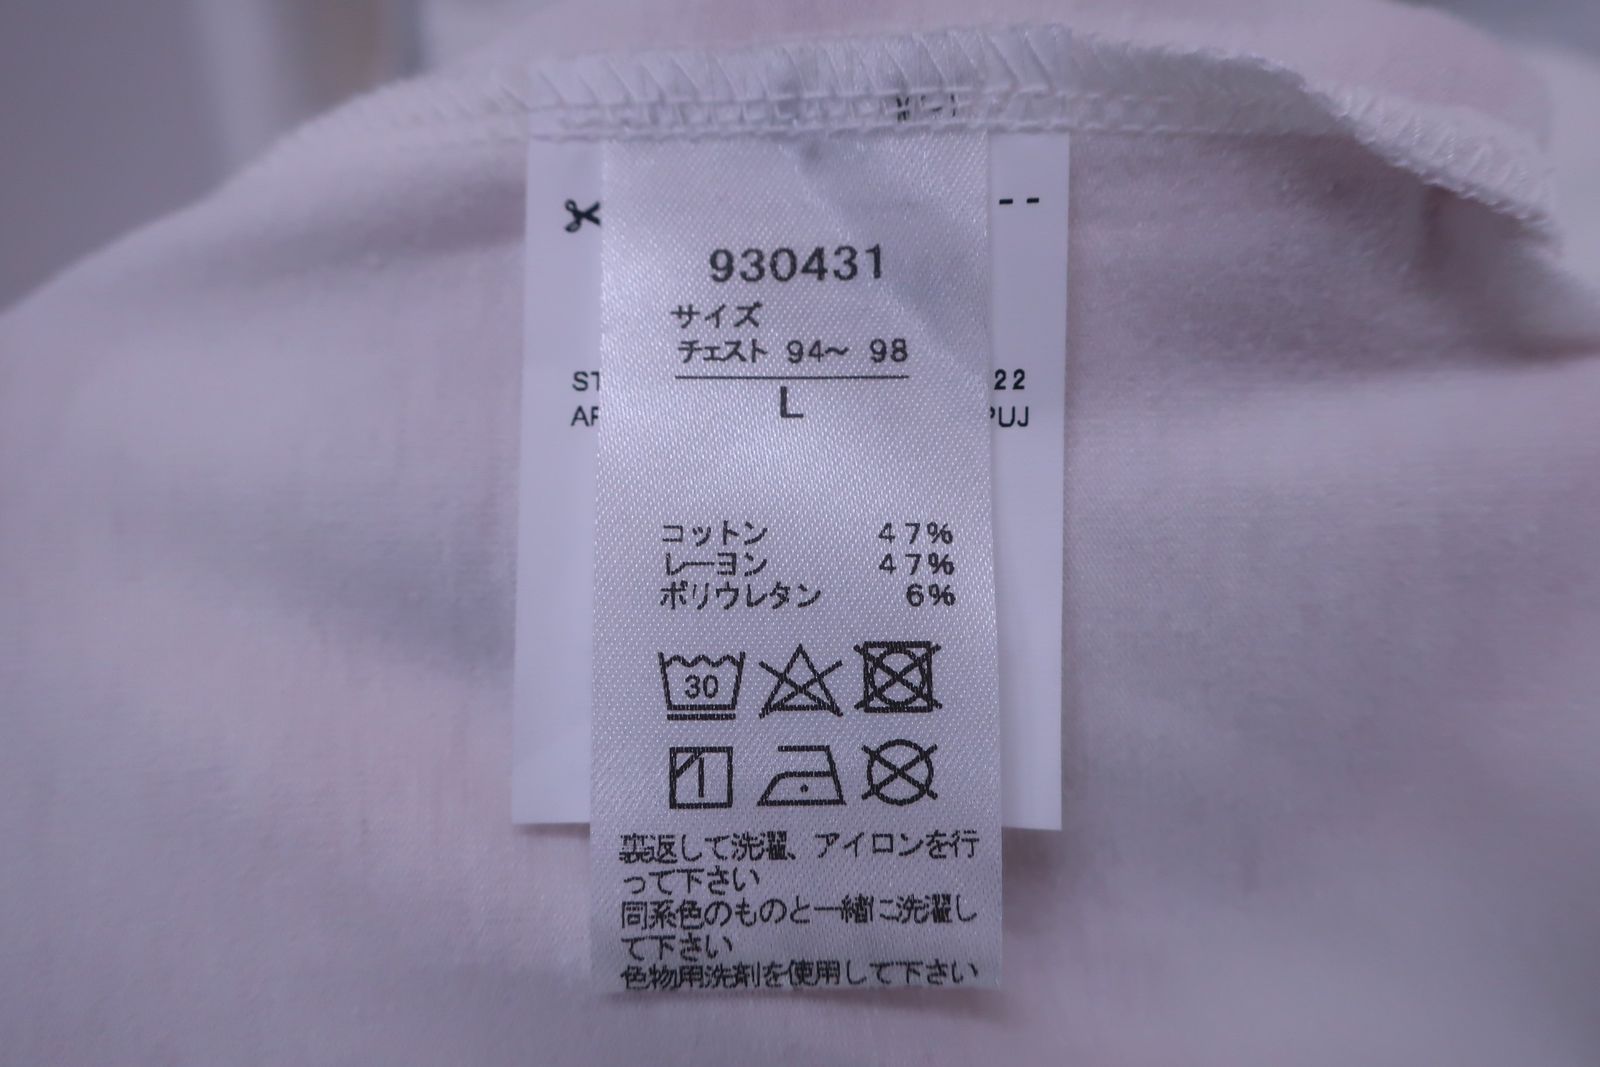 930431
サイズ
チェスト 94～ 98
L
22
PUJ
コットン 47%
レーヨン 47%
ポリウレタン 6%
30
裏返して洗濯、アイロンを行
って下さい
同系色のものと一緒に洗濯し
て下さい
色物用洗剤を使用して下さい